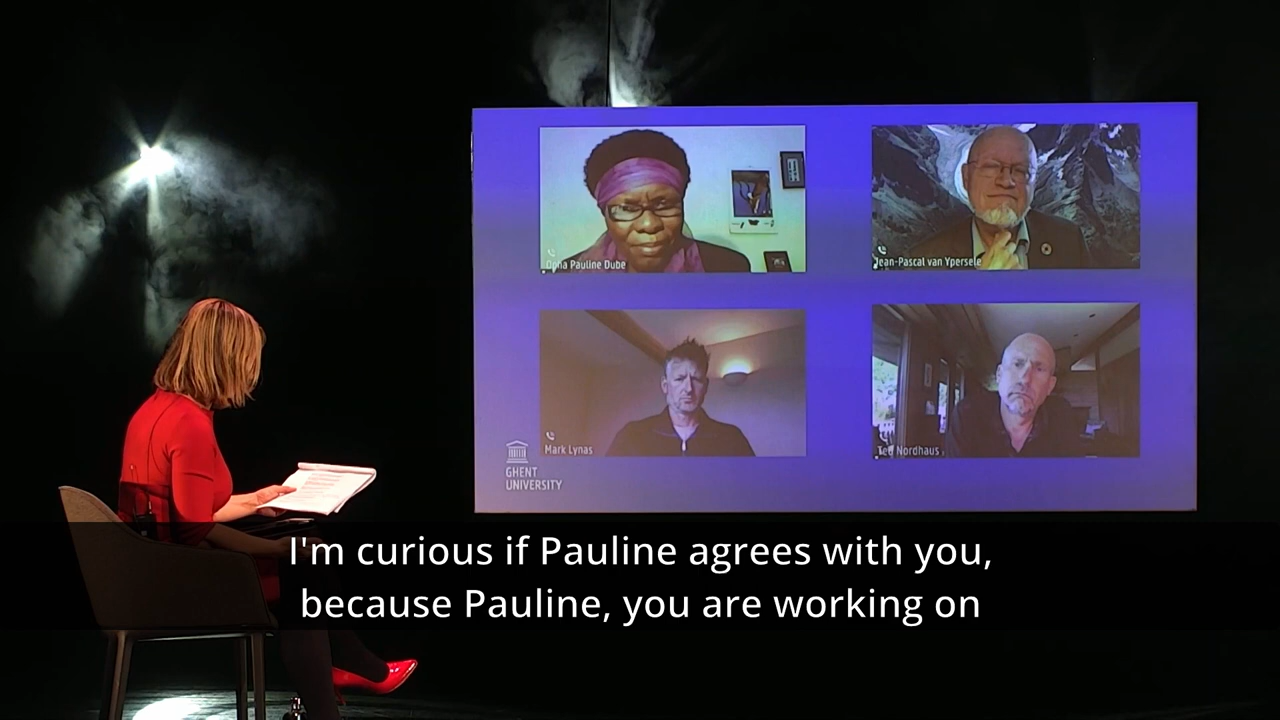 Opha Pauline Dube
Jean-Pascal van Ypersele
Mark Lynas
Ted Nordhaus
GHENT
UNIVERSITY
I'm curious if Pauline agrees with you,
because Pauline, you are working on